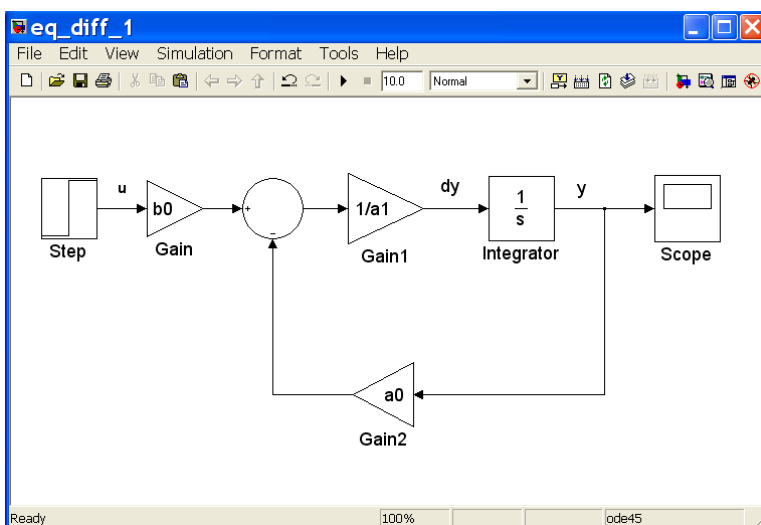 eq_diff_1
File Edit View Simulation Format Tools Help
10.0 Normal
u dy y
b0 + - 1/a1 1 s
Step Gain Gain1 Integrator Scope
a0
Gain2
Ready 100% ode45